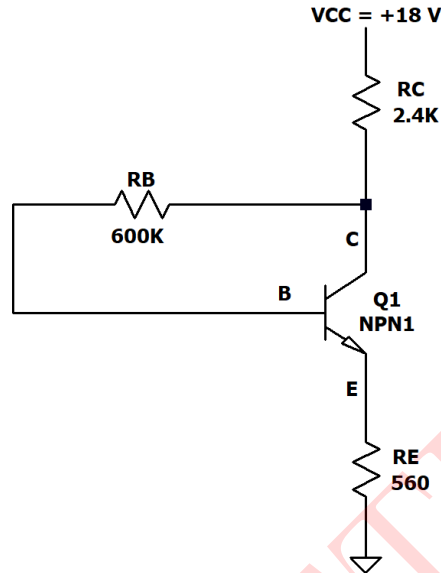 VCC = +18 V
RC
2.4K
RB
600K
C
B
Q1
NPN1
E
RE
560